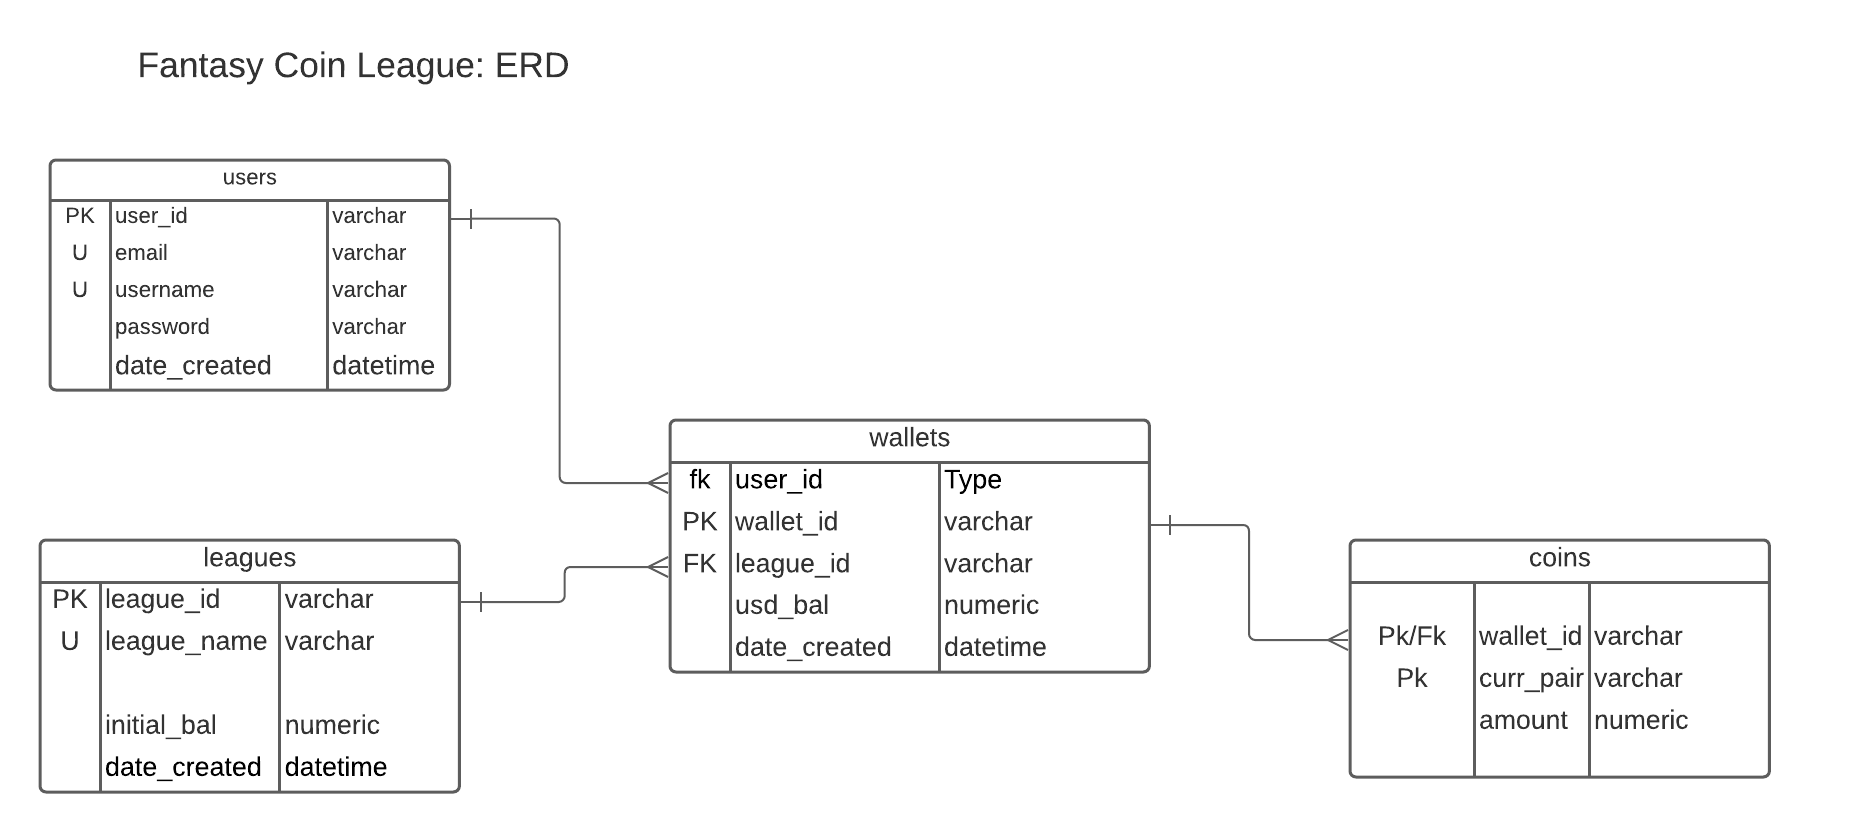 Fantasy Coin League: ERD
users
PK user_id varchar
U email varchar
U username varchar
password varchar
date_created datetime
wallets
fk user_id Type
PK wallet_id varchar
FK league_id varchar
usd_bal numeric
date_created datetime
leagues
PK league_id varchar
U league_name varchar
initial_bal numeric
date_created datetime
coins
Pk/Fk wallet_id varchar
Pk curr_pair varchar
amount numeric